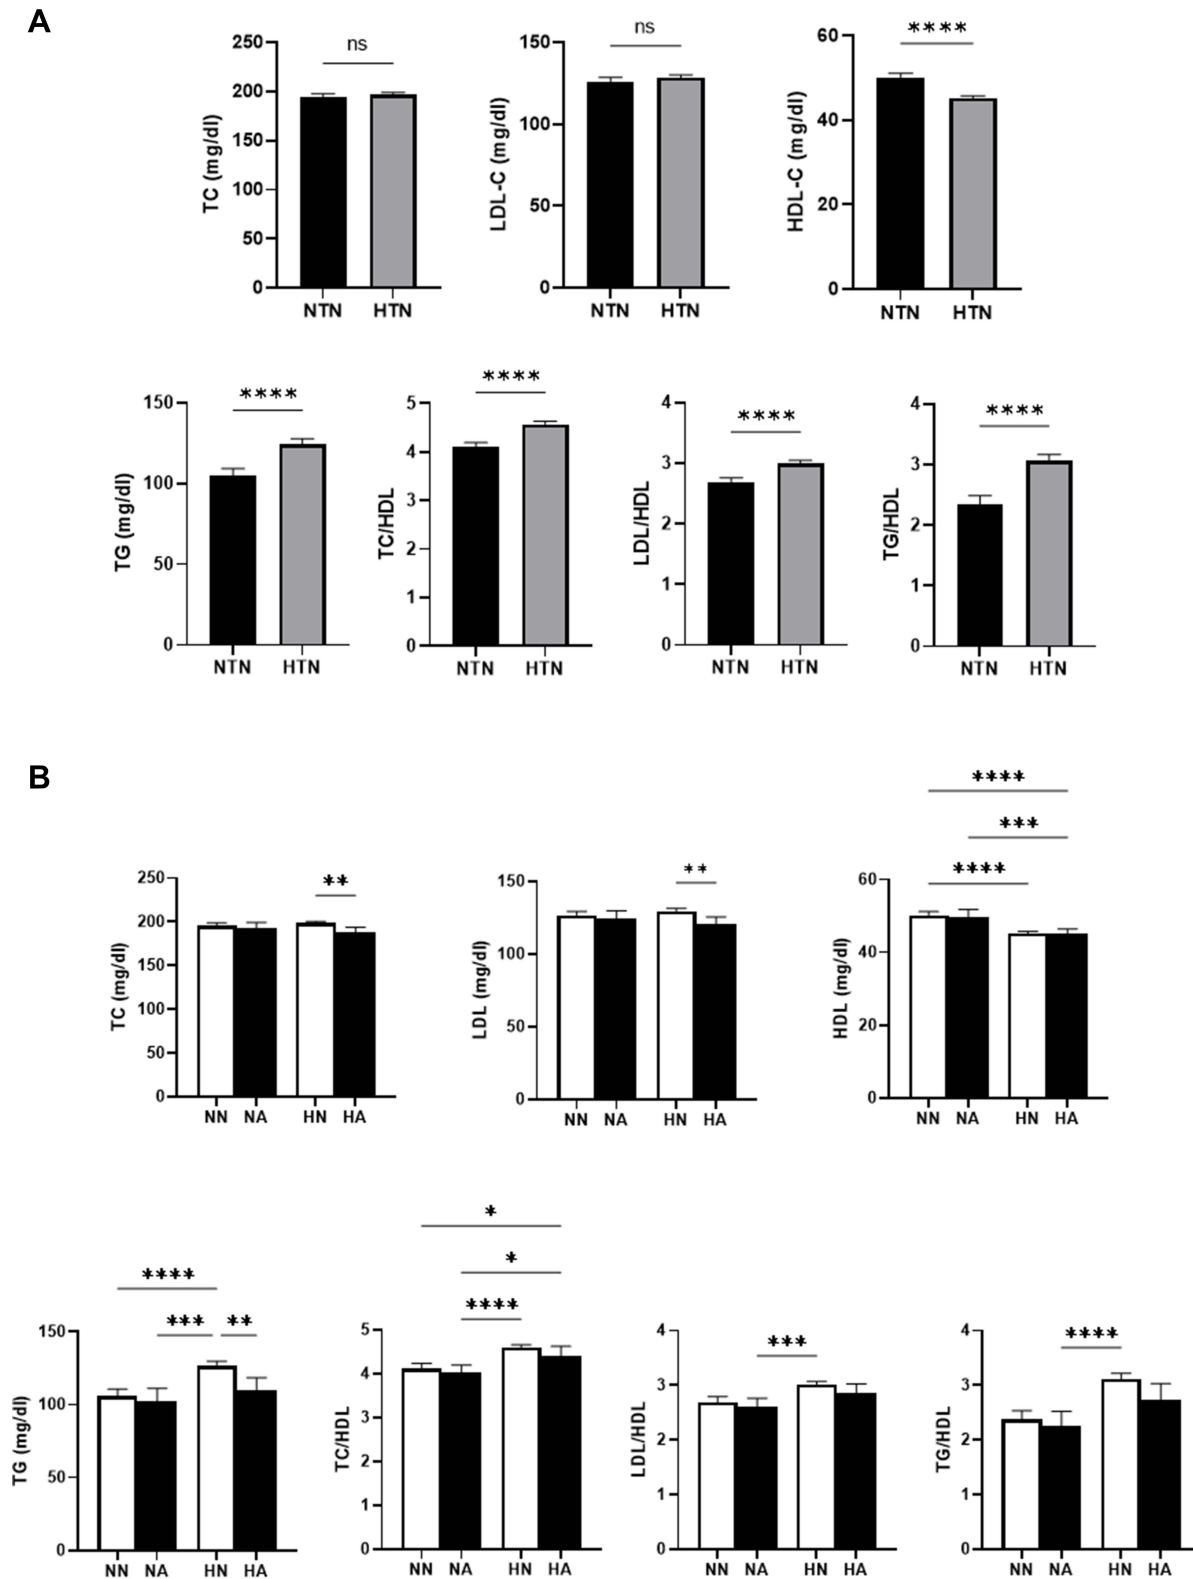 A
TC (mg/dl)
250
200
150
100
50
0
ns
NTN HTN
LDL-C (mg/dl)
150
100
50
0
ns
NTN HTN
HDL-C (mg/dl)
60
40
20
0
****
NTN HTN
TG (mg/dl)
150
100
50
0
****
NTN HTN
TC/HDL
5
4
3
2
1
0
****
NTN HTN
LDL/HDL
4
3
2
1
0
****
NTN HTN
TG/HDL
4
3
2
1
0
****
NTN HTN
B
TC (mg/dl)
250
200
150
100
50
0
**
NN NA HN HA
LDL (mg/dl)
150
100
50
0
**
NN NA HN HA
HDL (mg/dl)
60
40
20
0
****
***
****
NN NA HN HA
TG (mg/dl)
150
100
50
0
****
*** **
NN NA HN HA
TC/HDL
5
4
3
2
1
0
*
*
****
NN NA HN HA
LDL/HDL
4
3
2
1
0
***
NN NA HN HA
TG/HDL
4
3
2
1
0
****
NN NA HN HA